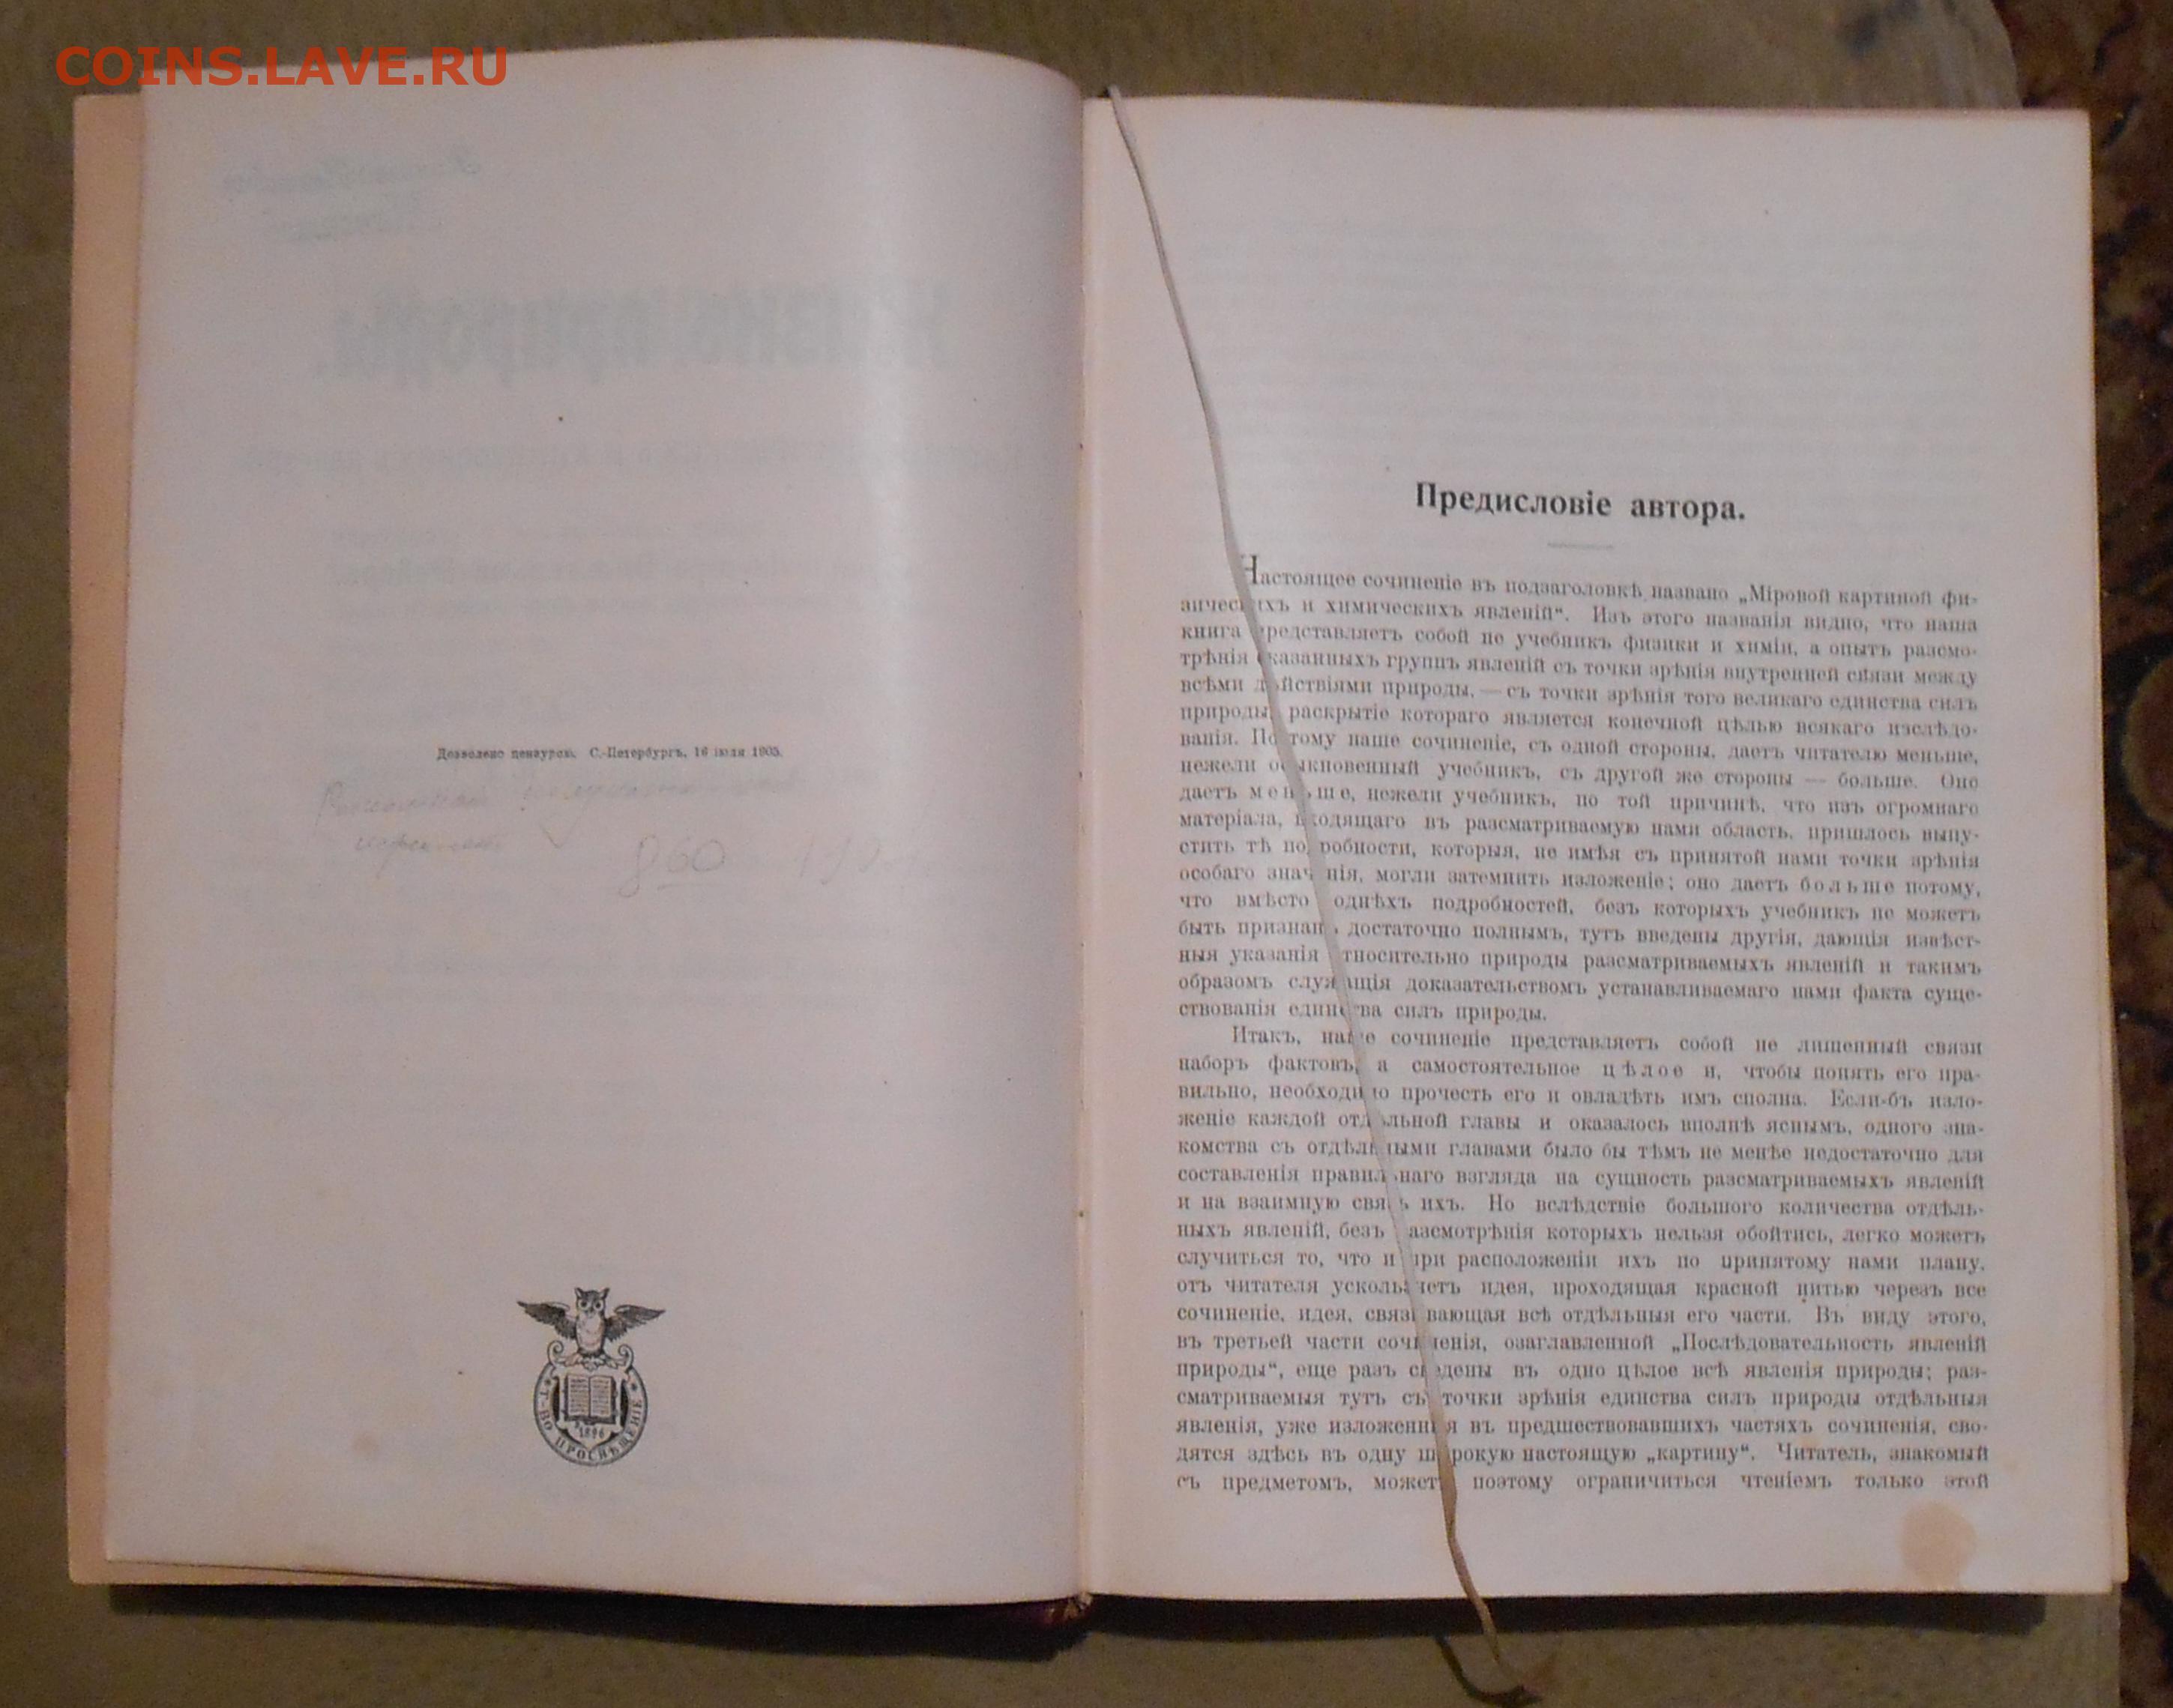 COINS.LAVE.RU
Дозволено цензурою. С.-Петербургъ, 16 іюля 1905.
860
Т-ВО ПРОСВѢЩЕНІЕ
1896
Предисловіе автора.
Настоящее сочиненіе въ подзаголовкѣ названо „Міровой картиной фи-
зическихъ и химическихъ явленій“. Изъ этого названія видно, что наша
книга представляетъ собой не учебникъ физики и химіи, а опытъ разсмо-
трѣнія сказанныхъ группъ явленій съ точки зрѣнія внутренней связи между
всѣми дѣйствіями природы, — съ точки зрѣнія того великаго единства силъ
природы, раскрытіе котораго является конечной цѣлью всякаго изслѣдо-
ванія. Поэтому наше сочиненіе, съ одной стороны, даетъ читателю меньше,
нежели обыкновенный учебникъ, съ другой же стороны — больше. Оно
даетъ меньше, нежели учебникъ, по той причинѣ, что изъ огромнаго
матеріала, входящаго въ разсматриваемую нами область, пришлось выпу-
стить тѣ подробности, которыя, не имѣя съ принятой нами точки зрѣнія
особаго значенія, могли затемнить изложеніе; оно даетъ больше потому,
что вмѣсто однѣхъ подробностей, безъ которыхъ учебникъ не можетъ
быть признанъ достаточно полнымъ, тутъ введены другія, дающія извѣст-
ныя указанія относительно природы разсматриваемыхъ явленій и такимъ
образомъ служащія доказательствомъ устанавливаемаго нами факта суще-
ствованія единства силъ природы.
Итакъ, наше сочиненіе представляетъ собой не лишенный связи
наборъ фактовъ, а самостоятельное цѣлое и, чтобы понять его пра-
вильно, необходимо прочесть его и овладѣть имъ сполна. Если-бъ изло-
женіе каждой отдѣльной главы и оказалось вполнѣ яснымъ, одного зна-
комства съ отдѣльными главами было бы тѣмъ не менѣе недостаточно для
составленія правильнаго взгляда на сущность разсматриваемыхъ явленій
и на взаимную связь ихъ. Но вслѣдствіе большого количества отдѣль-
ныхъ явленій, безъ разсмотрѣнія которыхъ нельзя обойтись, легко можетъ
случиться то, что и при расположеніи ихъ по принятому нами плану,
отъ читателя ускользаетъ идея, проходящая красной нитью черезъ все
сочиненіе, идея, связывающая всѣ отдѣльныя его части. Въ виду этого,
въ третьей части сочиненія, озаглавленной „Послѣдовательность явленій
природы“, еще разъ сведены въ одно цѣлое всѣ явленія природы; раз-
сматриваемыя тутъ съ точки зрѣнія единства силъ природы отдѣльныя
явленія, уже изложенныя въ предшествовавшихъ частяхъ сочиненія, сво-
дятся здѣсь въ одну широкую настоящую „картину“. Читатель, знакомый
съ предметомъ, можетъ поэтому ограничиться чтеніемъ только этой